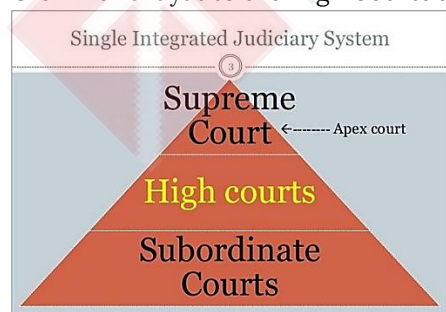 Single Integrated Judiciary System
3
Supreme
Court <-------- Apex court
High courts
Subordinate
Courts